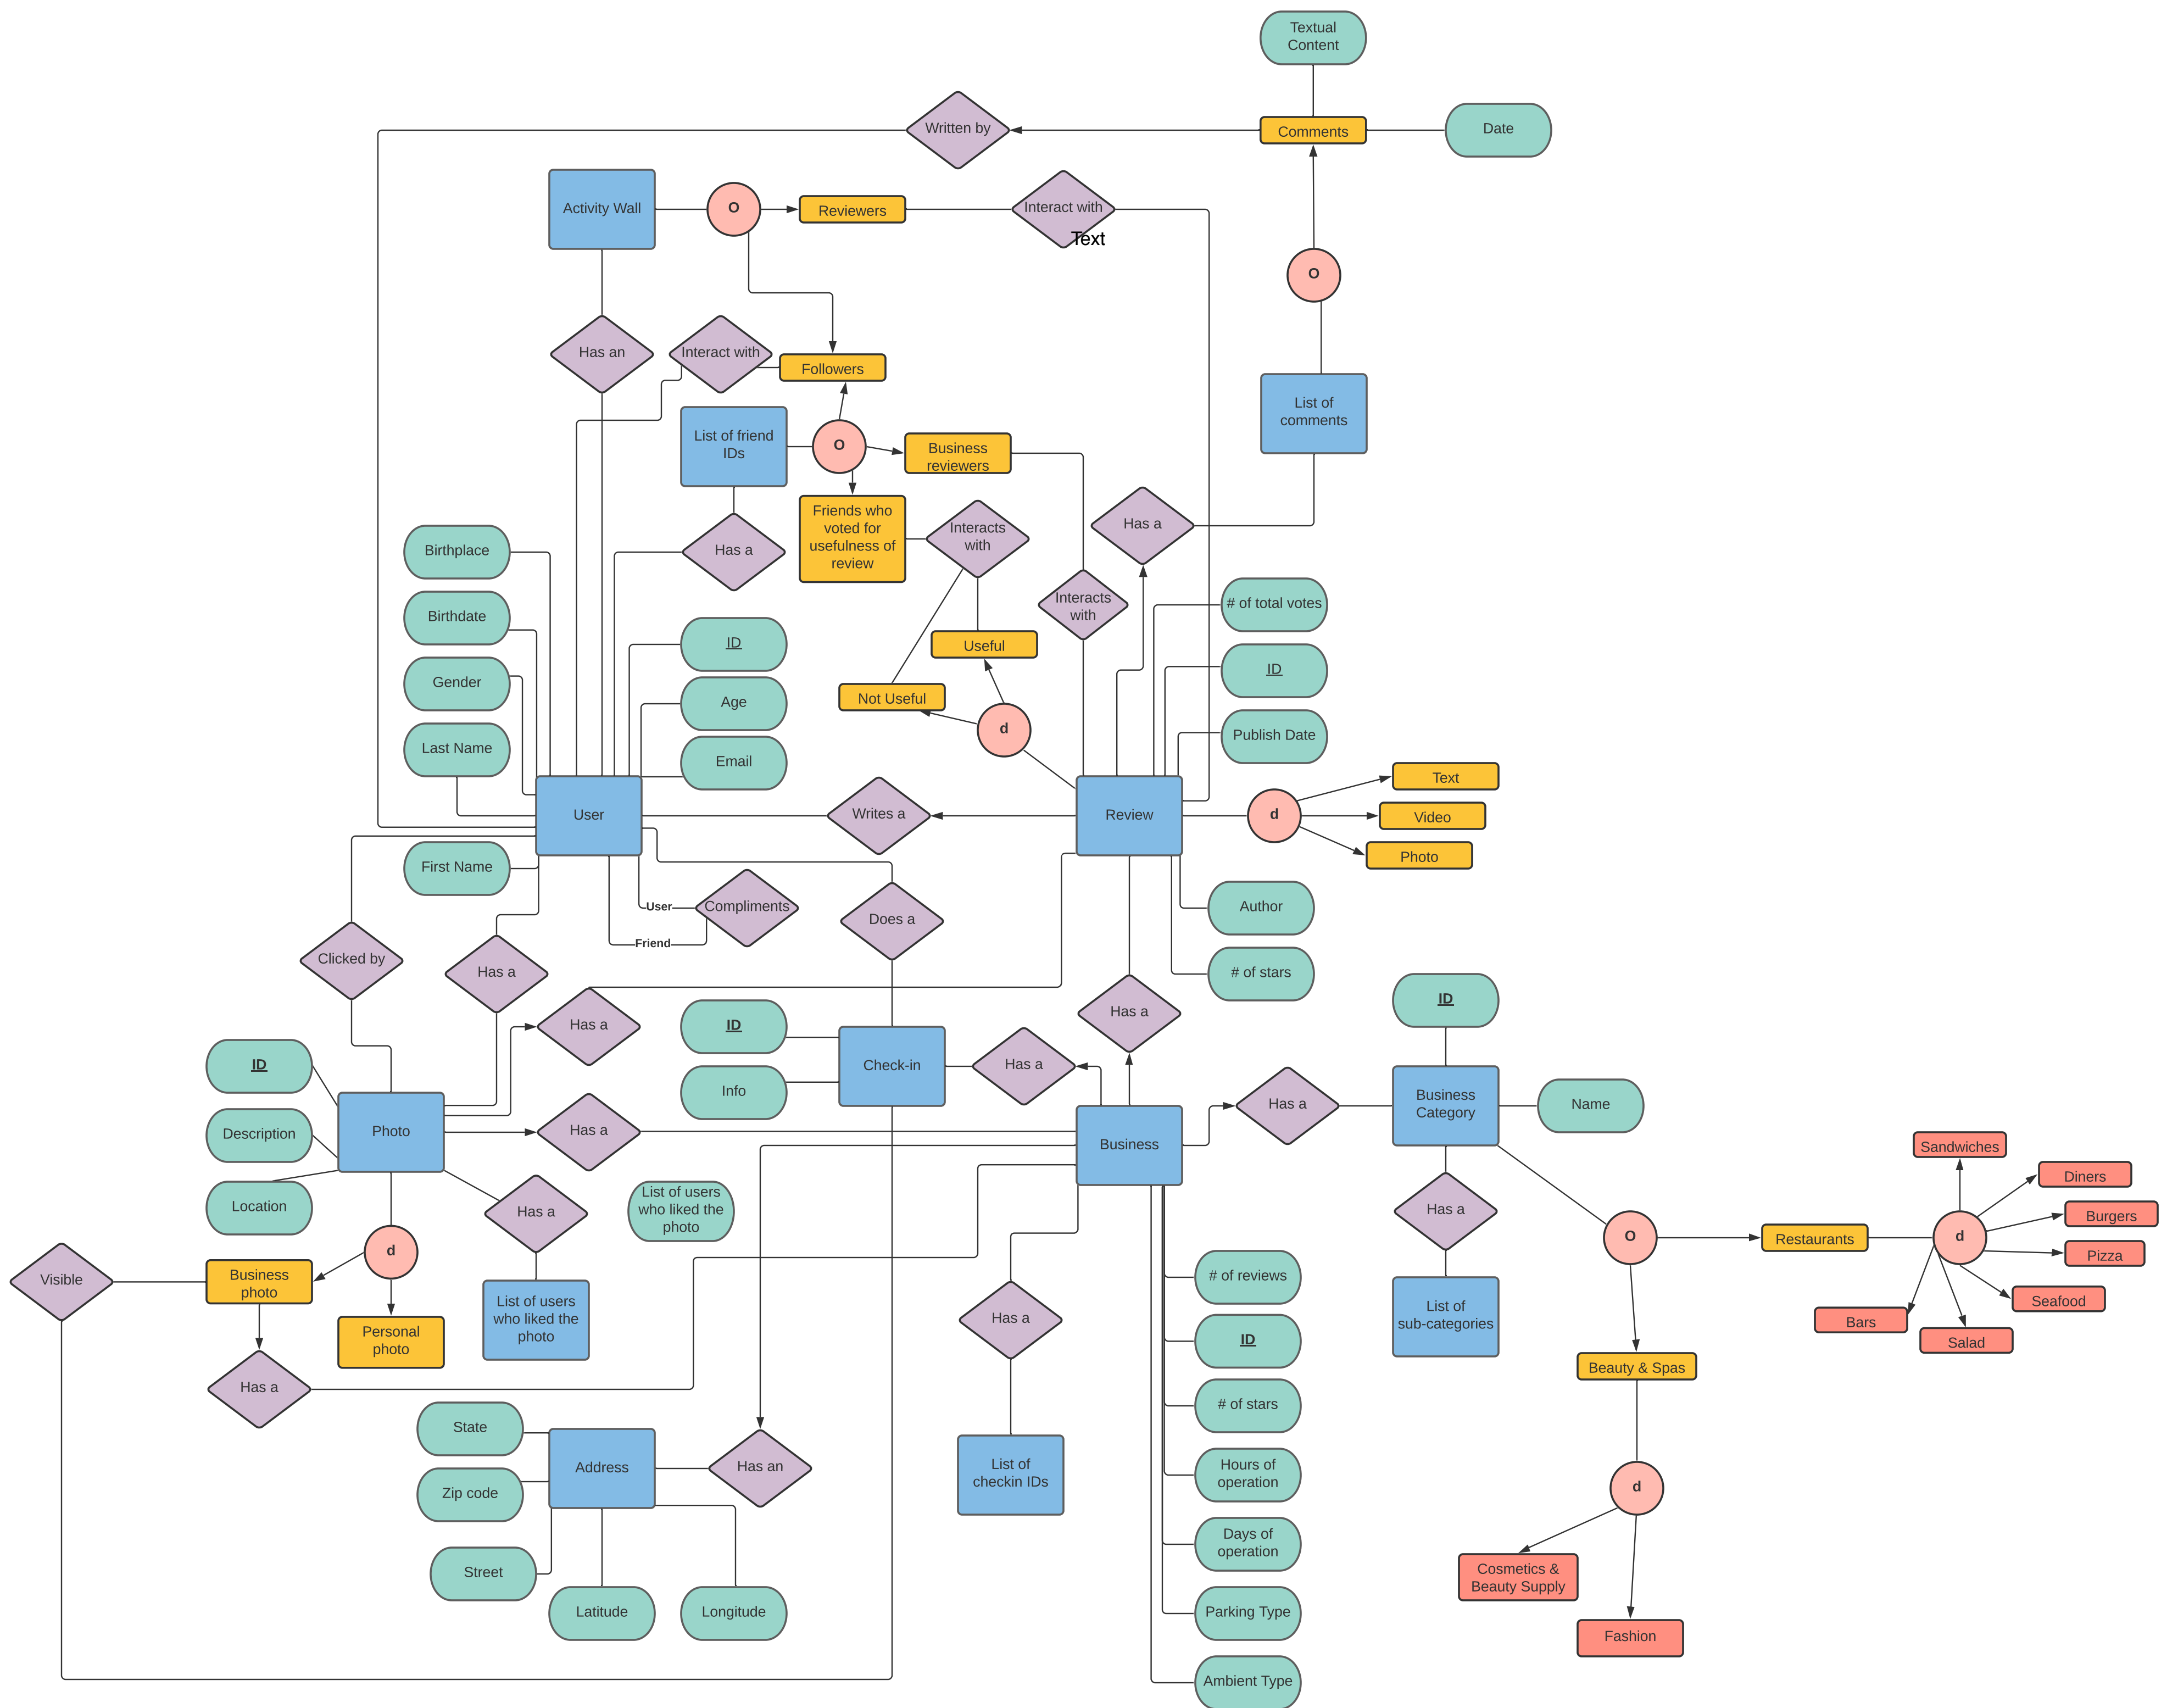 Textual
Content
Written by
Comments
Date
Activity Wall
O
Reviewers
Interact with
Text
O
Has an
Interact with
Followers
List of
comments
List of friend
IDs
O
Business
reviewers
Friends who
voted for
usefulness of
review
Interacts
with
Has a
Birthplace
Has a
Interacts
with
# of total votes
Birthdate
ID
Useful
ID
Gender
Age
Not Useful
d
Publish Date
Last Name
Email
Text
User
Writes a
Review
d
Video
Photo
First Name
User
Compliments
Friend
Does a
Author
Clicked by
Has a
# of stars
Has a
ID
Has a
ID
ID
Check-in
Has a
Info
Has a
Business
Category
Name
Description
Photo
Has a
Business
Sandwiches
Diners
Location
Has a
List of users
who liked the
photo
Has a
O
Restaurants
d
Burgers
Pizza
Seafood
Bars
Salad
d
Visible
Business
photo
Personal
photo
List of users
who liked the
photo
Has a
# of reviews
List of
sub-categories
ID
Beauty & Spas
Has a
# of stars
State
Address
Has an
List of
checkin IDs
Hours of
operation
d
Zip code
Days of
operation
Street
Cosmetics &
Beauty Supply
Latitude
Longitude
Parking Type
Fashion
Ambient Type